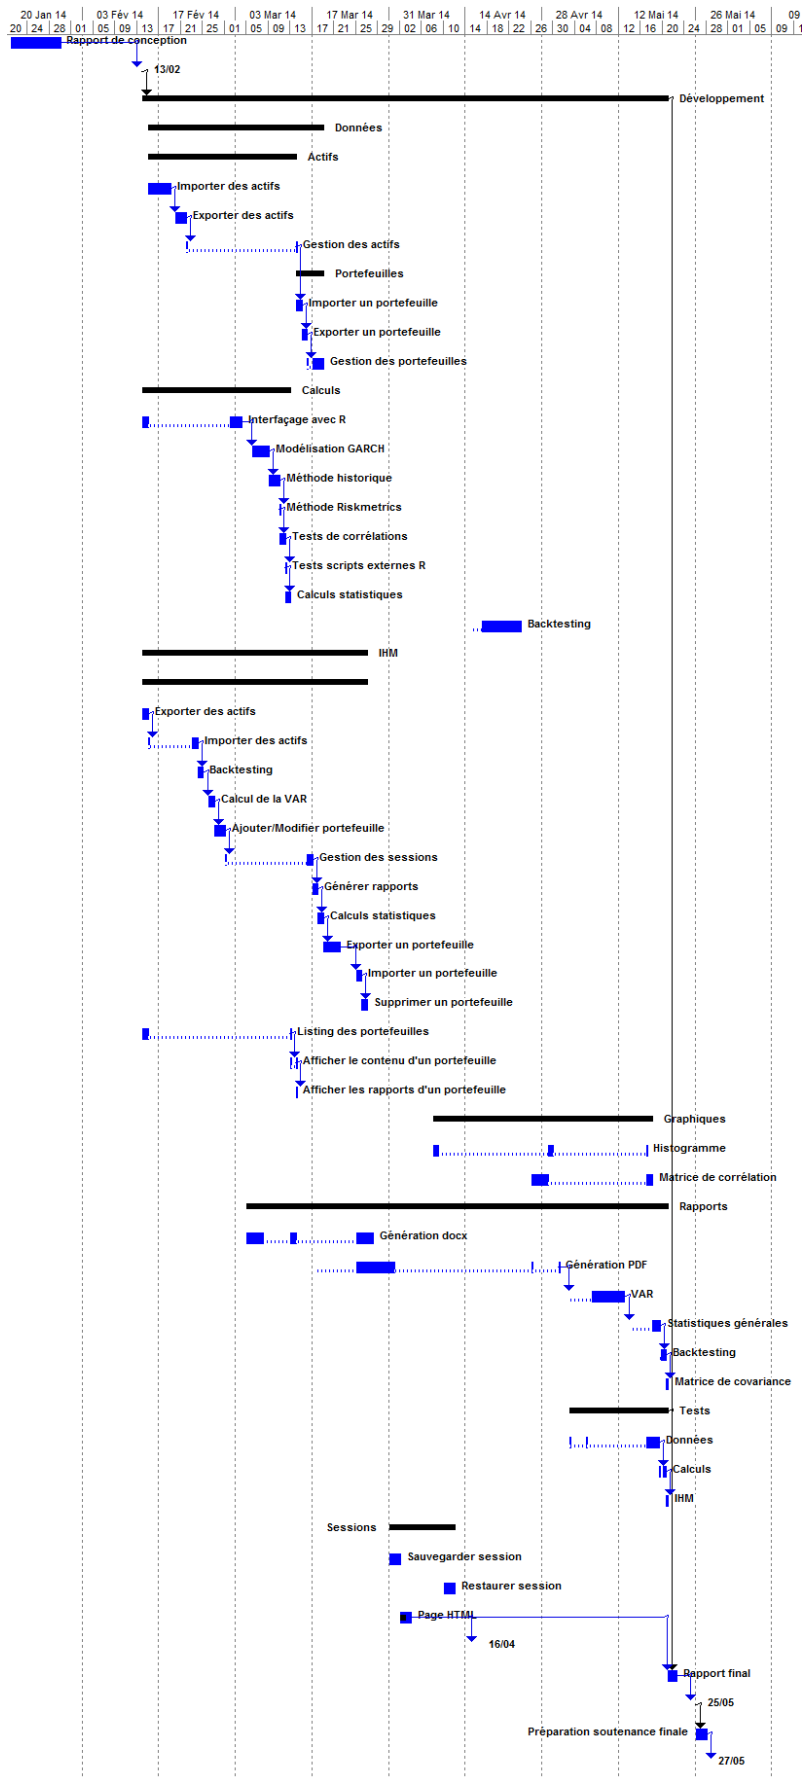 20 Jan 14 03 Fév 14 17 Fév 14 03 Mar 14 17 Mar 14 31 Mar 14 14 Avr 14 28 Avr 14 12 Mai 14 26 Mai 14 09
20 24 28 01 05 09 13 17 21 25 01 05 09 13 17 21 25 29 02 06 10 14 18 22 26 30 04 08 12 16 20 24 28 01 05 09 1
Rapport de conception
13/02
Développement
Données
Actifs
Importer des actifs
Exporter des actifs
Gestion des actifs
Portefeuilles
Importer un portefeuille
Exporter un portefeuille
Gestion des portefeuilles
Calculs
Interfaçage avec R
Modélisation GARCH
Méthode historique
Méthode Riskmetrics
Tests de corrélations
Tests scripts externes R
Calculs statistiques
Backtesting
IHM
Exporter des actifs
Importer des actifs
Backtesting
Calcul de la VAR
Ajouter/Modifier portefeuille
Gestion des sessions
Générer rapports
Calculs statistiques
Exporter un portefeuille
Importer un portefeuille
Supprimer un portefeuille
Listing des portefeuilles
Afficher le contenu d'un portefeuille
Afficher les rapports d'un portefeuille
Graphiques
Histogramme
Matrice de corrélation
Rapports
Génération docx
Génération PDF
VAR
Statistiques générales
Backtesting
Matrice de covariance
Tests
Données
Calculs
IHM
Sessions
Sauvegarder session
Restaurer session
Page HTML
16/04
Rapport final
25/05
Préparation soutenance finale
27/05